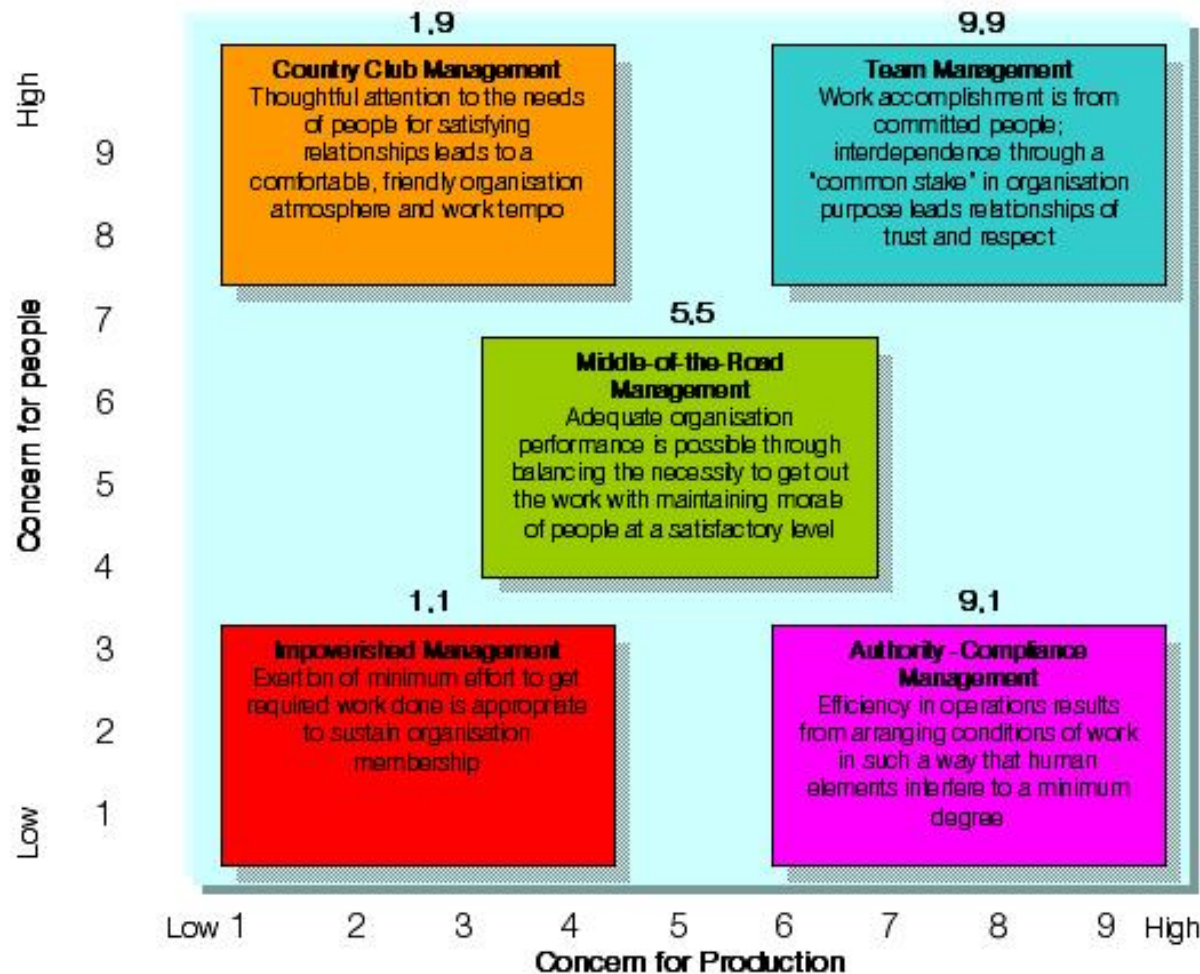 1,9
Country Club Management
Thoughtful attention to the needs
of people for satisfying
relationships leads to a
comfortable, friendly organisation
atmosphere and work tempo
9,9
Team Management
Work accomplishment is from
committed people;
interdependence through a
"common stake" in organisation
purpose leads relationships of
trust and respect
5,5
Middle-of-the-Road
Management
Adequate organisation
performance is possible through
balancing the necessity to get out
the work with maintaining morale
of people at a satisfactory level
1,1
Impoverished Management
Exertion of minimum effort to get
required work done is appropriate
to sustain organisation
membership
9,1
Authority-Compliance
Management
Efficiency in operations results
from arranging conditions of work
in such a way that human
elements interfere to a minimum
degree
Concern for people
High
9
8
7
6
5
4
3
2
1
Low
Low 1 2 3 4 5 6 7 8 9 High
Concern for Production